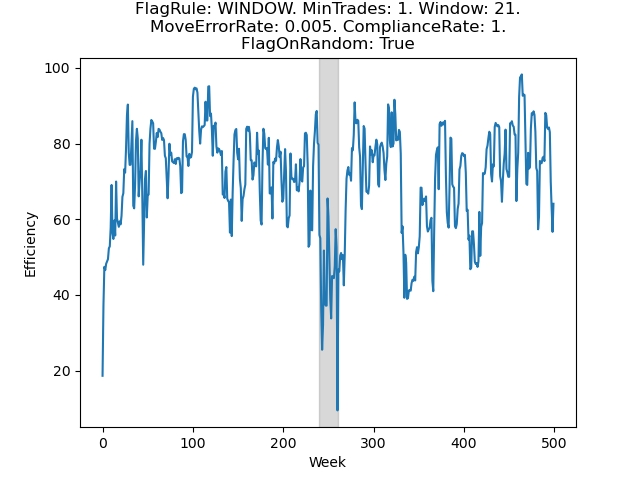 FlagRule: WINDOW. MinTrades: 1. Window: 21.
MoveErrorRate: 0.005. ComplianceRate: 1.
FlagOnRandom: True
100
80
60
40
20
Efficiency
0 100 200 300 400 500
Week